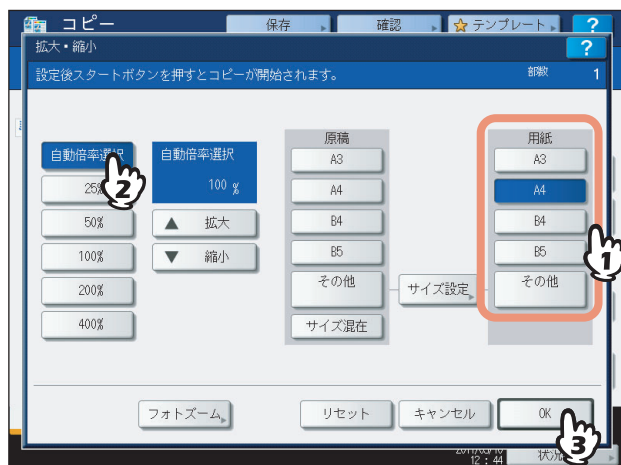 コピー
保存
確認
テンプレート
?
拡大・縮小
?
設定後スタートボタンを押すとコピーが開始されます。
部数 1
原稿
用紙
自動倍率選択
自動倍率選択
A3
A3
25%
100 %
A4
A4
50%
▲ 拡大
B4
B4
100%
▼ 縮小
B5
B5
1
2
200%
その他
サイズ設定
その他
400%
サイズ混在
フォトズーム
リセット
キャンセル
OK
3
12 : 44